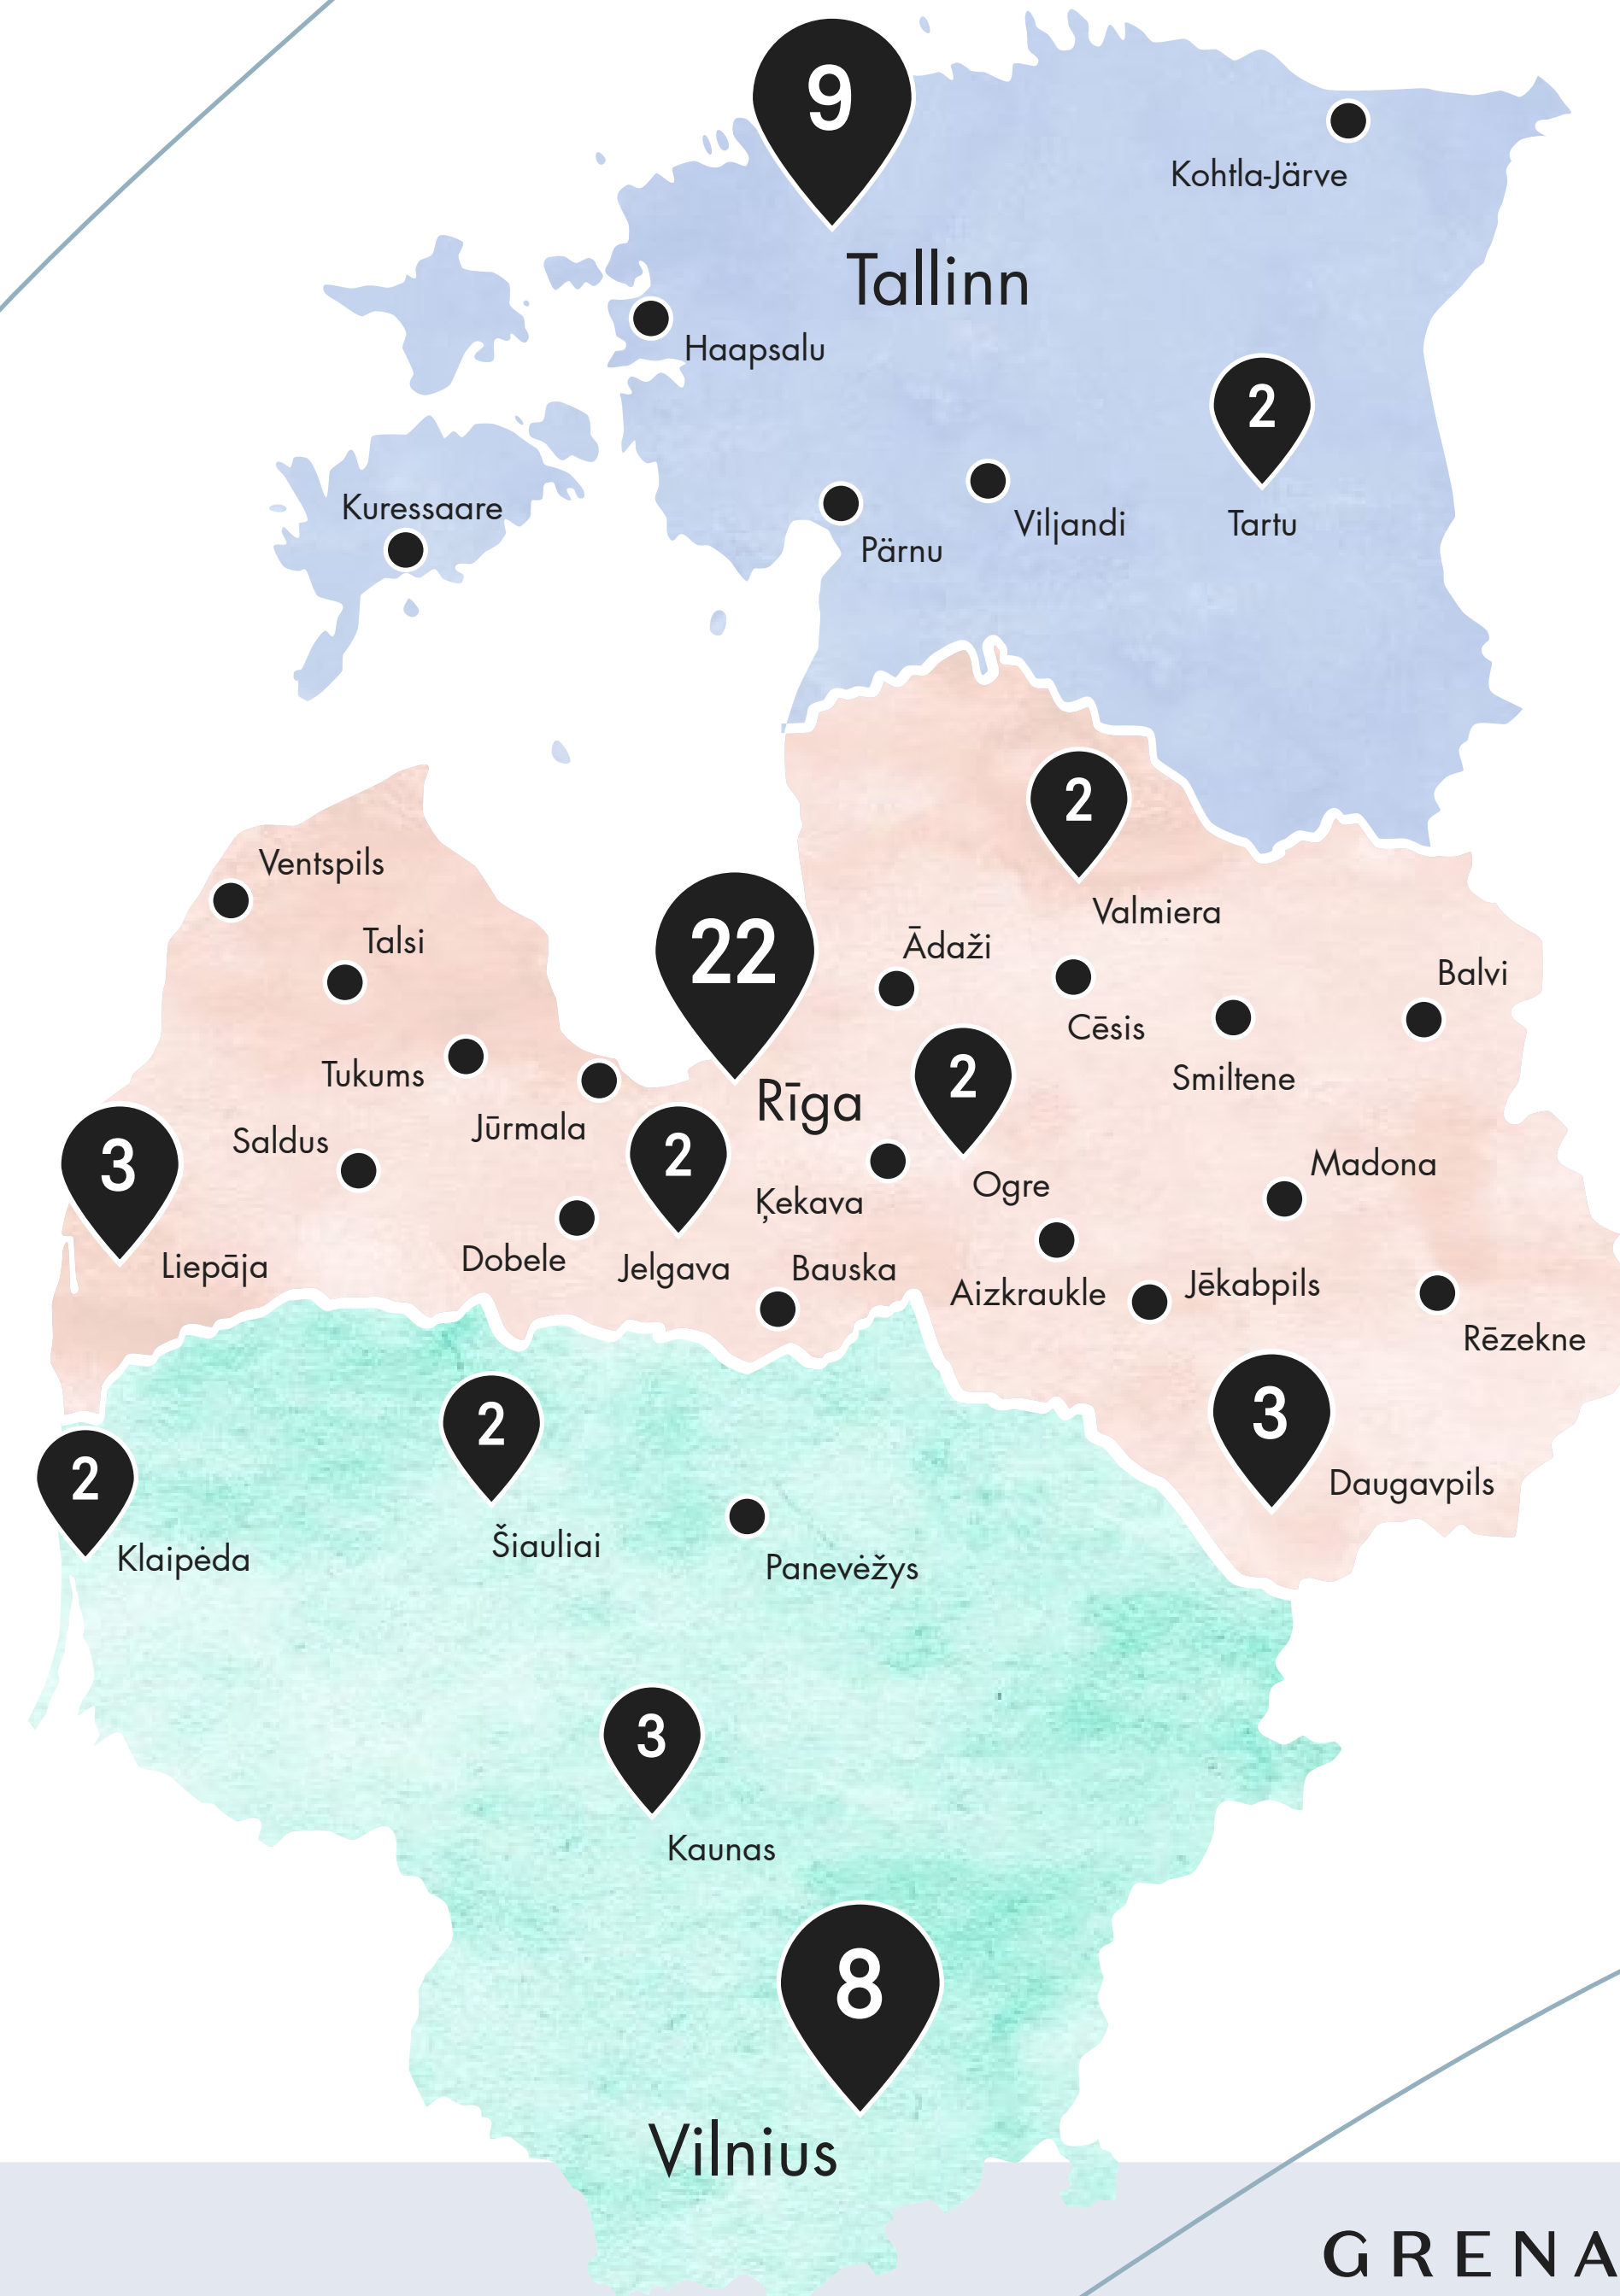 9
Kohtla-Järve
Tallinn
Haapsalu
2
Kuressaare
Viljandi
Tartu
Pärnu
2
Ventspils
Valmiera
22
Talsi
Ādaži
Balvi
Cēsis
2
Tukums
Smiltene
Rīga
Jūrmala
Saldus
3
2
Madona
Ogre
Ķekava
Liepāja
Dobele
Jelgava
Bauska
Jēkabpils
Aizkraukle
Rēzekne
3
2
2
Daugavpils
Šiauliai
Klaipėda
Panevėžys
3
Kaunas
8
Vilnius
GRENA